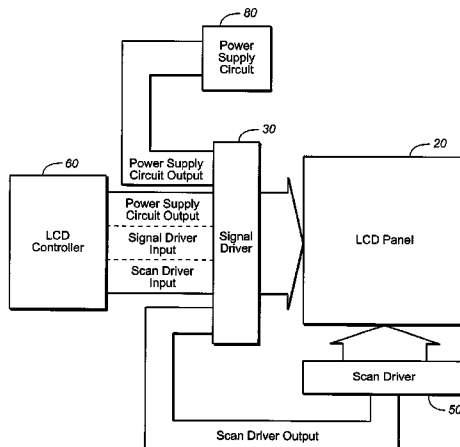 80
Power
Supply
Circuit
30
20
60
Power Supply
Circuit Output
LCD
Controller
Power Supply
Circuit Output
Signal Driver
Input
Scan Driver
Input
Signal
Driver
LCD Panel
Scan Driver
50
Scan Driver Output